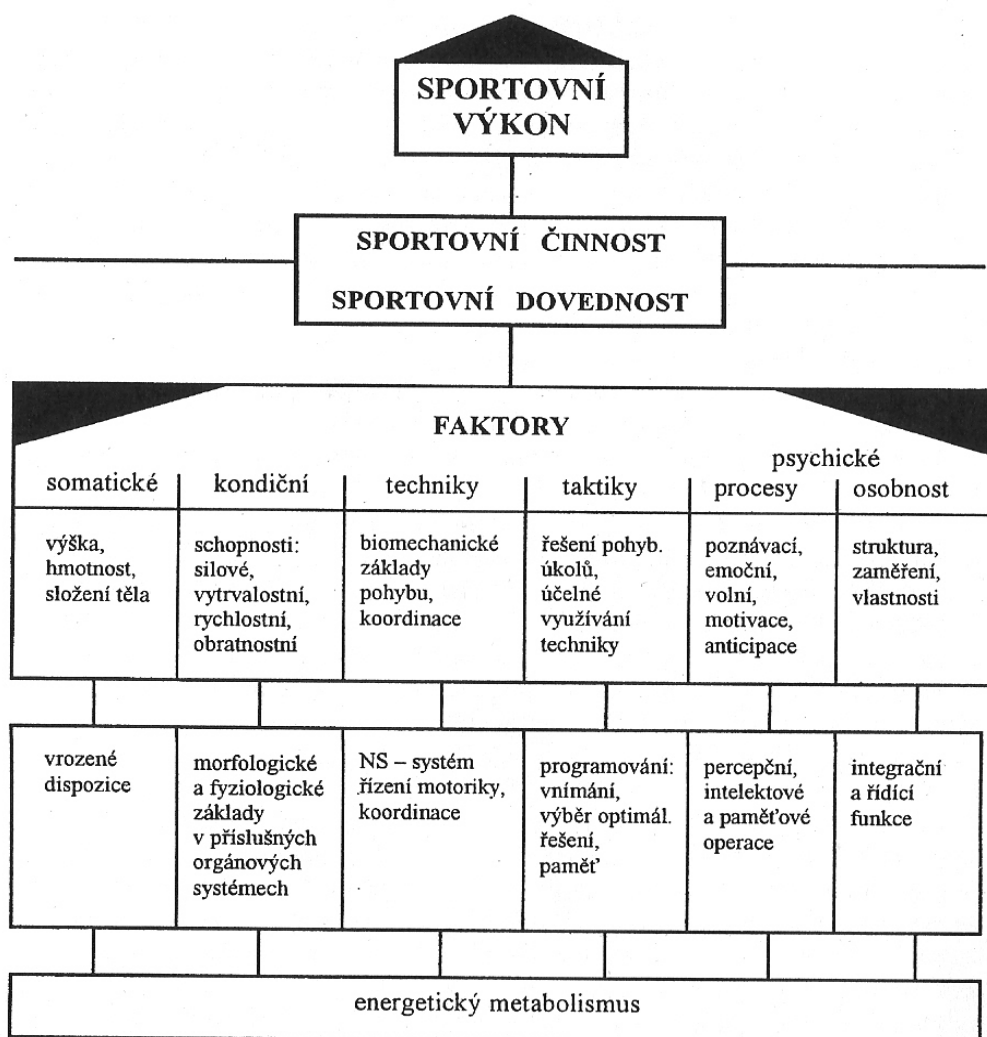 SPORTOVNÍ
VÝKON
SPORTOVNÍ ČINNOST
SPORTOVNÍ DOVEDNOST
FAKTORY
psychické
somatické
kondiční
techniky
taktiky
procesy
osobnost
výška,
hmotnost,
složení těla
schopnosti:
silové,
vytrvalostní,
rychlostní,
obratnostní
biomechanické
základy
pohybu,
koordinace
řešení pohyb.
úkolů,
účelné
využívání
techniky
poznávací,
emoční,
volní,
motivace,
anticipace
struktura,
zaměření,
vlastnosti
vrozené
dispozice
morfologické
a fyziologické
základy
v příslušných
orgánových
systémech
NS – systém
řízení motoriky,
koordinace
programování:
vnímání,
výběr optimál.
řešení,
paměť
percepční,
intelektové
a paměťové
operace
integrační
a řídící
funkce
energetický metabolismus